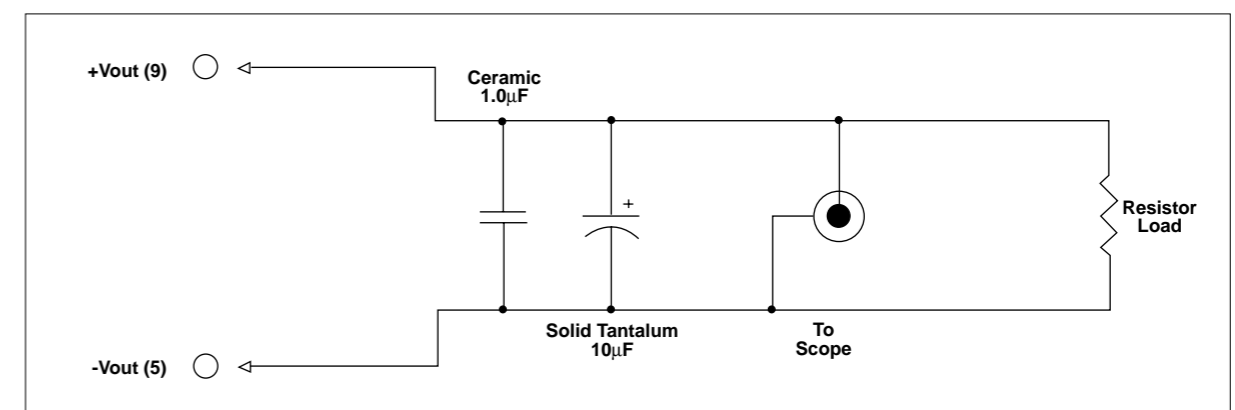 +Vout (9)
Ceramic
1.0μF
+
Resistor
Load
Solid Tantalum
10μF
To
Scope
-Vout (5)